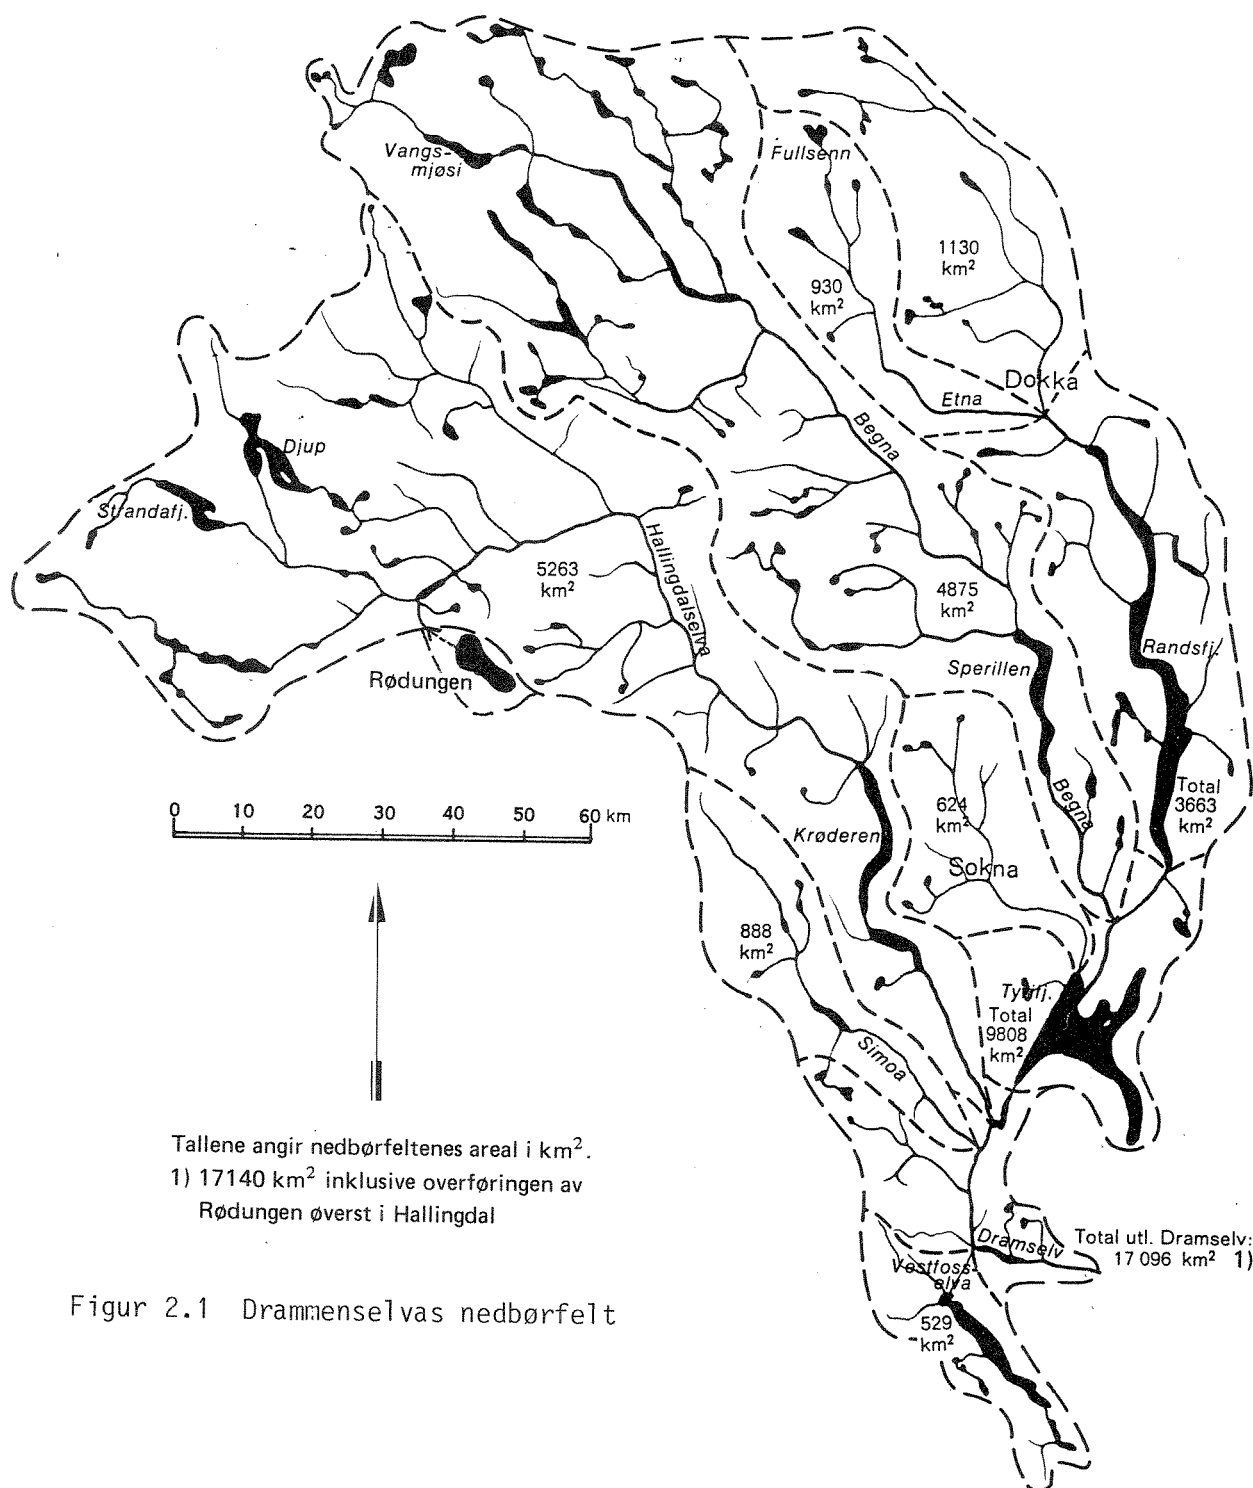 Vangs-
mjøsi
Fullsenn
1130
km²
930
km²
Dokka
Etna
Begna
Djup
Strandafj.
Hallingdalselva
5263
km²
4875
km²
Rødungen
Sperillen
Randsfj.
0 10 20 30 40 50 60 km
Krøderen
624
km²
Begna
Total
3663
km²
Sokna
888
km²
Tyrifj.
Total
9808
km²
Simoa
Tallene angir nedbørfeltenes areal i km².
1) 17140 km² inklusive overføringen av
Rødungen øverst i Hallingdal
Dramselv
Total utl. Dramselv:
17 096 km² 1)
Vestfoss-
elva
529
km²
Figur 2.1 Drammenselvas nedbørfelt